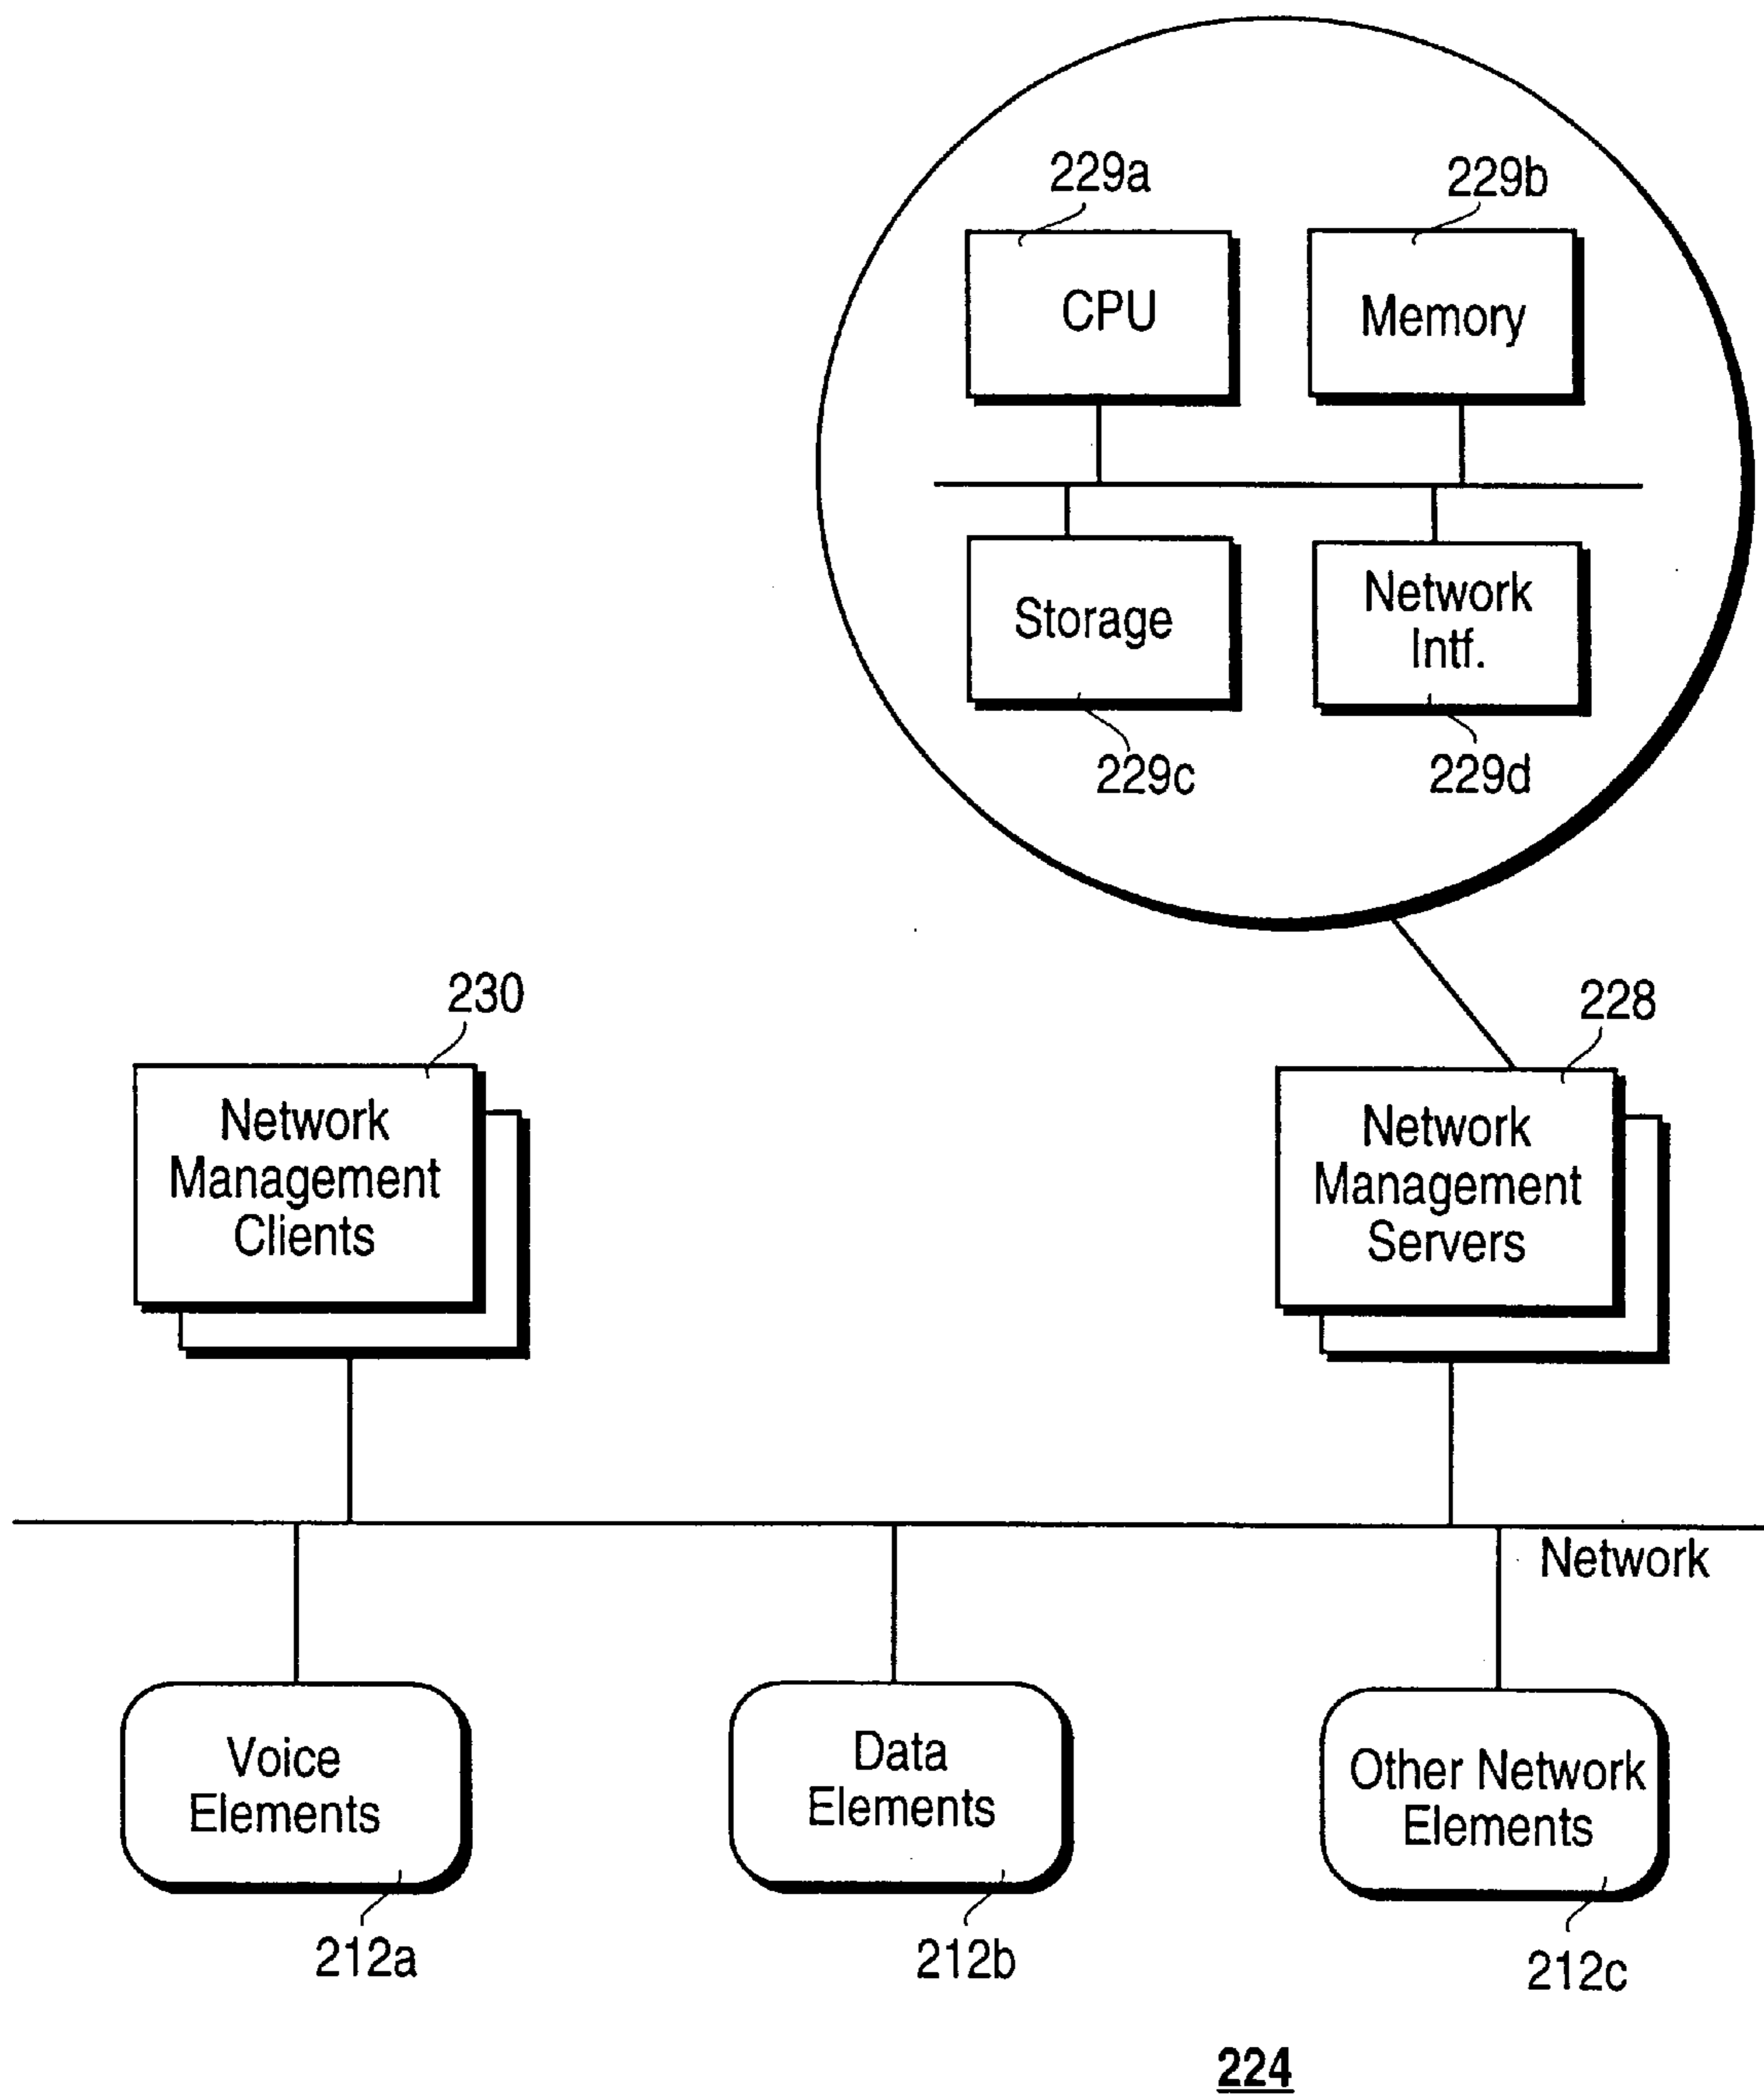 229a
229b
CPU
Memory
Storage
Network
Intf.
229c
229d
230
228
Network
Management
Clients
Network
Management
Servers
Network
Voice
Elements
Data
Elements
Other Network
Elements
212a
212b
212c
224